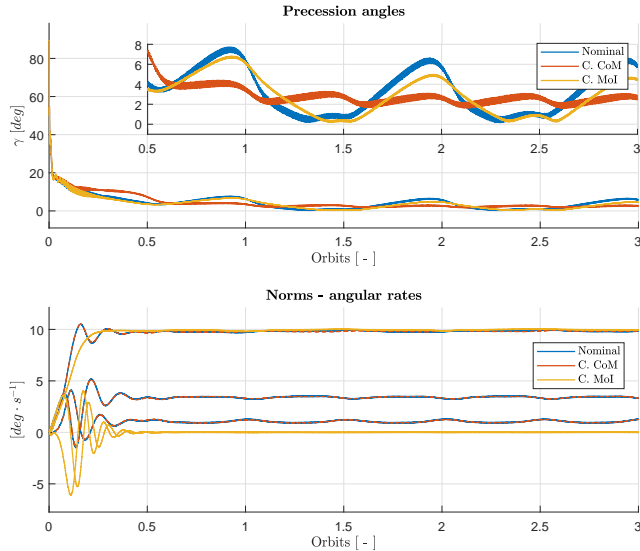 Precession angles
γ [deg]
80
60
40
20
0
8
6
4
2
0
0.5
1
1.5
2
2.5
3
Nominal
C. CoM
C. MoI
0
0.5
1
1.5
2
2.5
3
Orbits [ - ]
Norms - angular rates
[deg · s⁻¹]
10
5
0
-5
Nominal
C. CoM
C. MoI
0
0.5
1
1.5
2
2.5
3
Orbits [ - ]